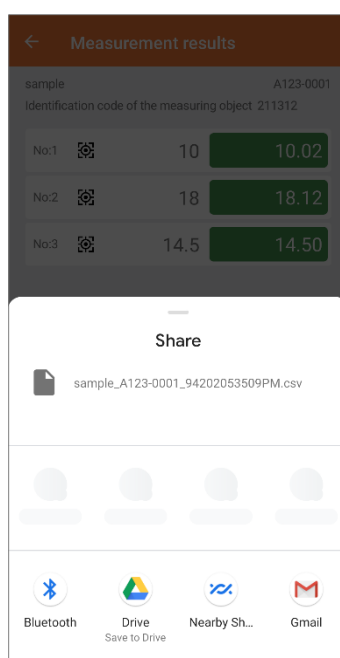 Measurement results
sample A123-0001
Identification code of the measuring object 211312
No:1 10 10.02
No:2 18 18.12
No:3 14.5 14.50
Share
sample_A123-0001_94202053509PM.csv
Bluetooth Drive Nearby Sh... Gmail
Save to Drive